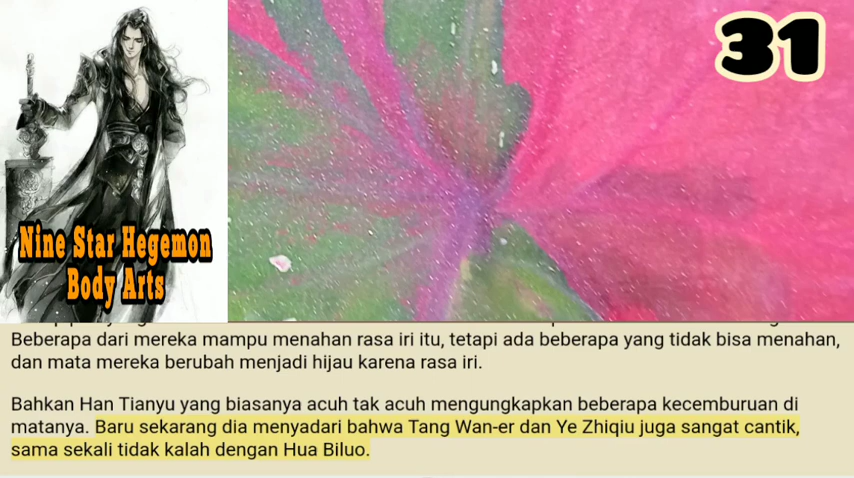 31
Nine Star Hegemon
Body Arts
Beberapa dari mereka mampu menahan rasa iri itu, tetapi ada beberapa yang tidak bisa menahan,
dan mata mereka berubah menjadi hijau karena rasa iri.
Bahkan Han Tianyu yang biasanya acuh tak acuh mengungkapkan beberapa kecemburuan di
matanya. Baru sekarang dia menyadari bahwa Tang Wan-er dan Ye Zhiqiu juga sangat cantik,
sama sekali tidak kalah dengan Hua Biluo.